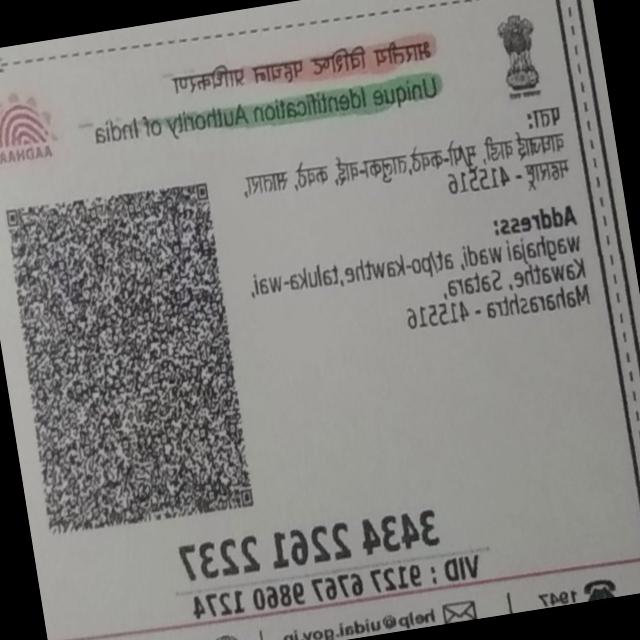 भारतीय विशिष्ट पहचान प्राधिकरण
Unique Identification Authority of India
AADHAAR
पत्ता:
वाघजाई वाडी, मु/पो-कवठे,तालुका-वाई, कवठे, सातारा,
महाराष्ट्र - 415516
Address:
waghajai wadi, at/po-kawthe,taluka-wai,
Kawathe, Satara,
Maharashtra - 415516
3434 2261 2237
VID : 9127 6767 9860 1274
1947 | help@uidai.gov.in |